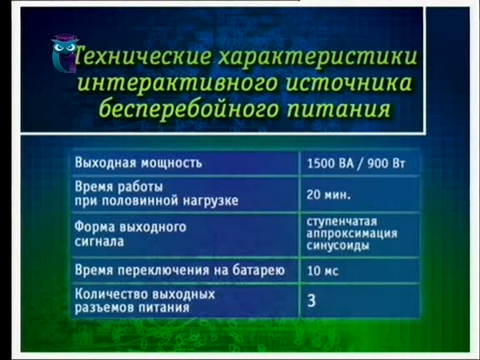 Технические характеристики
интерактивного источника
бесперебойного питания
Выходная мощность
1500 ВА / 900 Вт
Время работы
при половинной нагрузке
20 мин.
Форма выходного
сигнала
ступенчатая
аппроксимация
синусоиды
Время переключения на батарею
10 мс
Количество выходных
разъемов питания
3